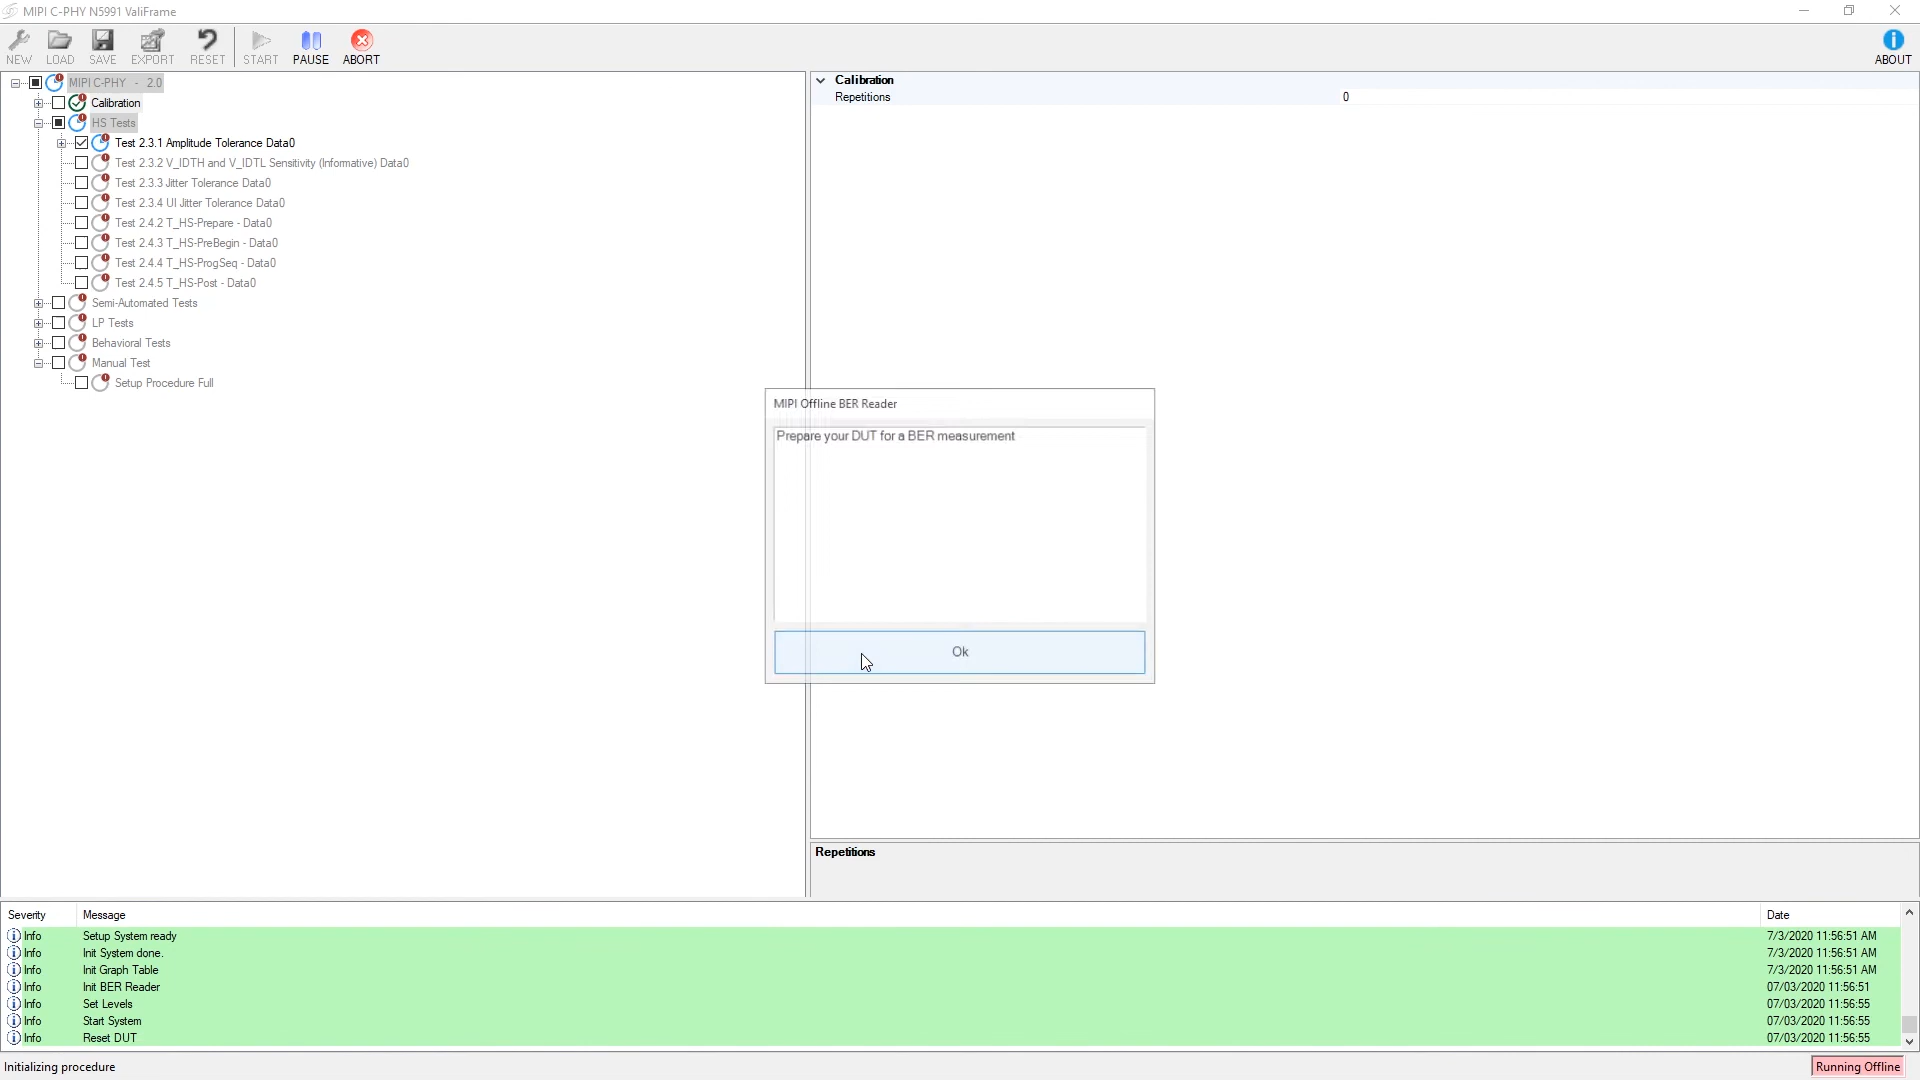 MIPI C-PHY N5991 ValiFrame
NEW LOAD SAVE EXPORT RESET START PAUSE ABORT ABOUT
MIPI C-PHY - 2.0
Calibration
HS Tests
Test 2.3.1 Amplitude Tolerance Data0
Test 2.3.2 V_IDTH and V_IDTL Sensitivity (Informative) Data0
Test 2.3.3 Jitter Tolerance Data0
Test 2.3.4 UI Jitter Tolerance Data0
Test 2.4.2 T_HS-Prepare - Data0
Test 2.4.3 T_HS-PreBegin - Data0
Test 2.4.4 T_HS-ProgSeq - Data0
Test 2.4.5 T_HS-Post - Data0
Semi-Automated Tests
LP Tests
Behavioral Tests
Manual Test
Setup Procedure Full
Calibration
Repetitions 0
MIPI Offline BER Reader
Prepare your DUT for a BER measurement
Ok
Repetitions
Severity Message Date
Info Setup System ready 7/3/2020 11:56:51 AM
Info Init System done. 7/3/2020 11:56:51 AM
Info Init Graph Table 7/3/2020 11:56:51 AM
Info Init BER Reader 07/03/2020 11:56:51
Info Set Levels 07/03/2020 11:56:55
Info Start System 07/03/2020 11:56:55
Info Reset DUT 07/03/2020 11:56:55
Initializing procedure Running Offline